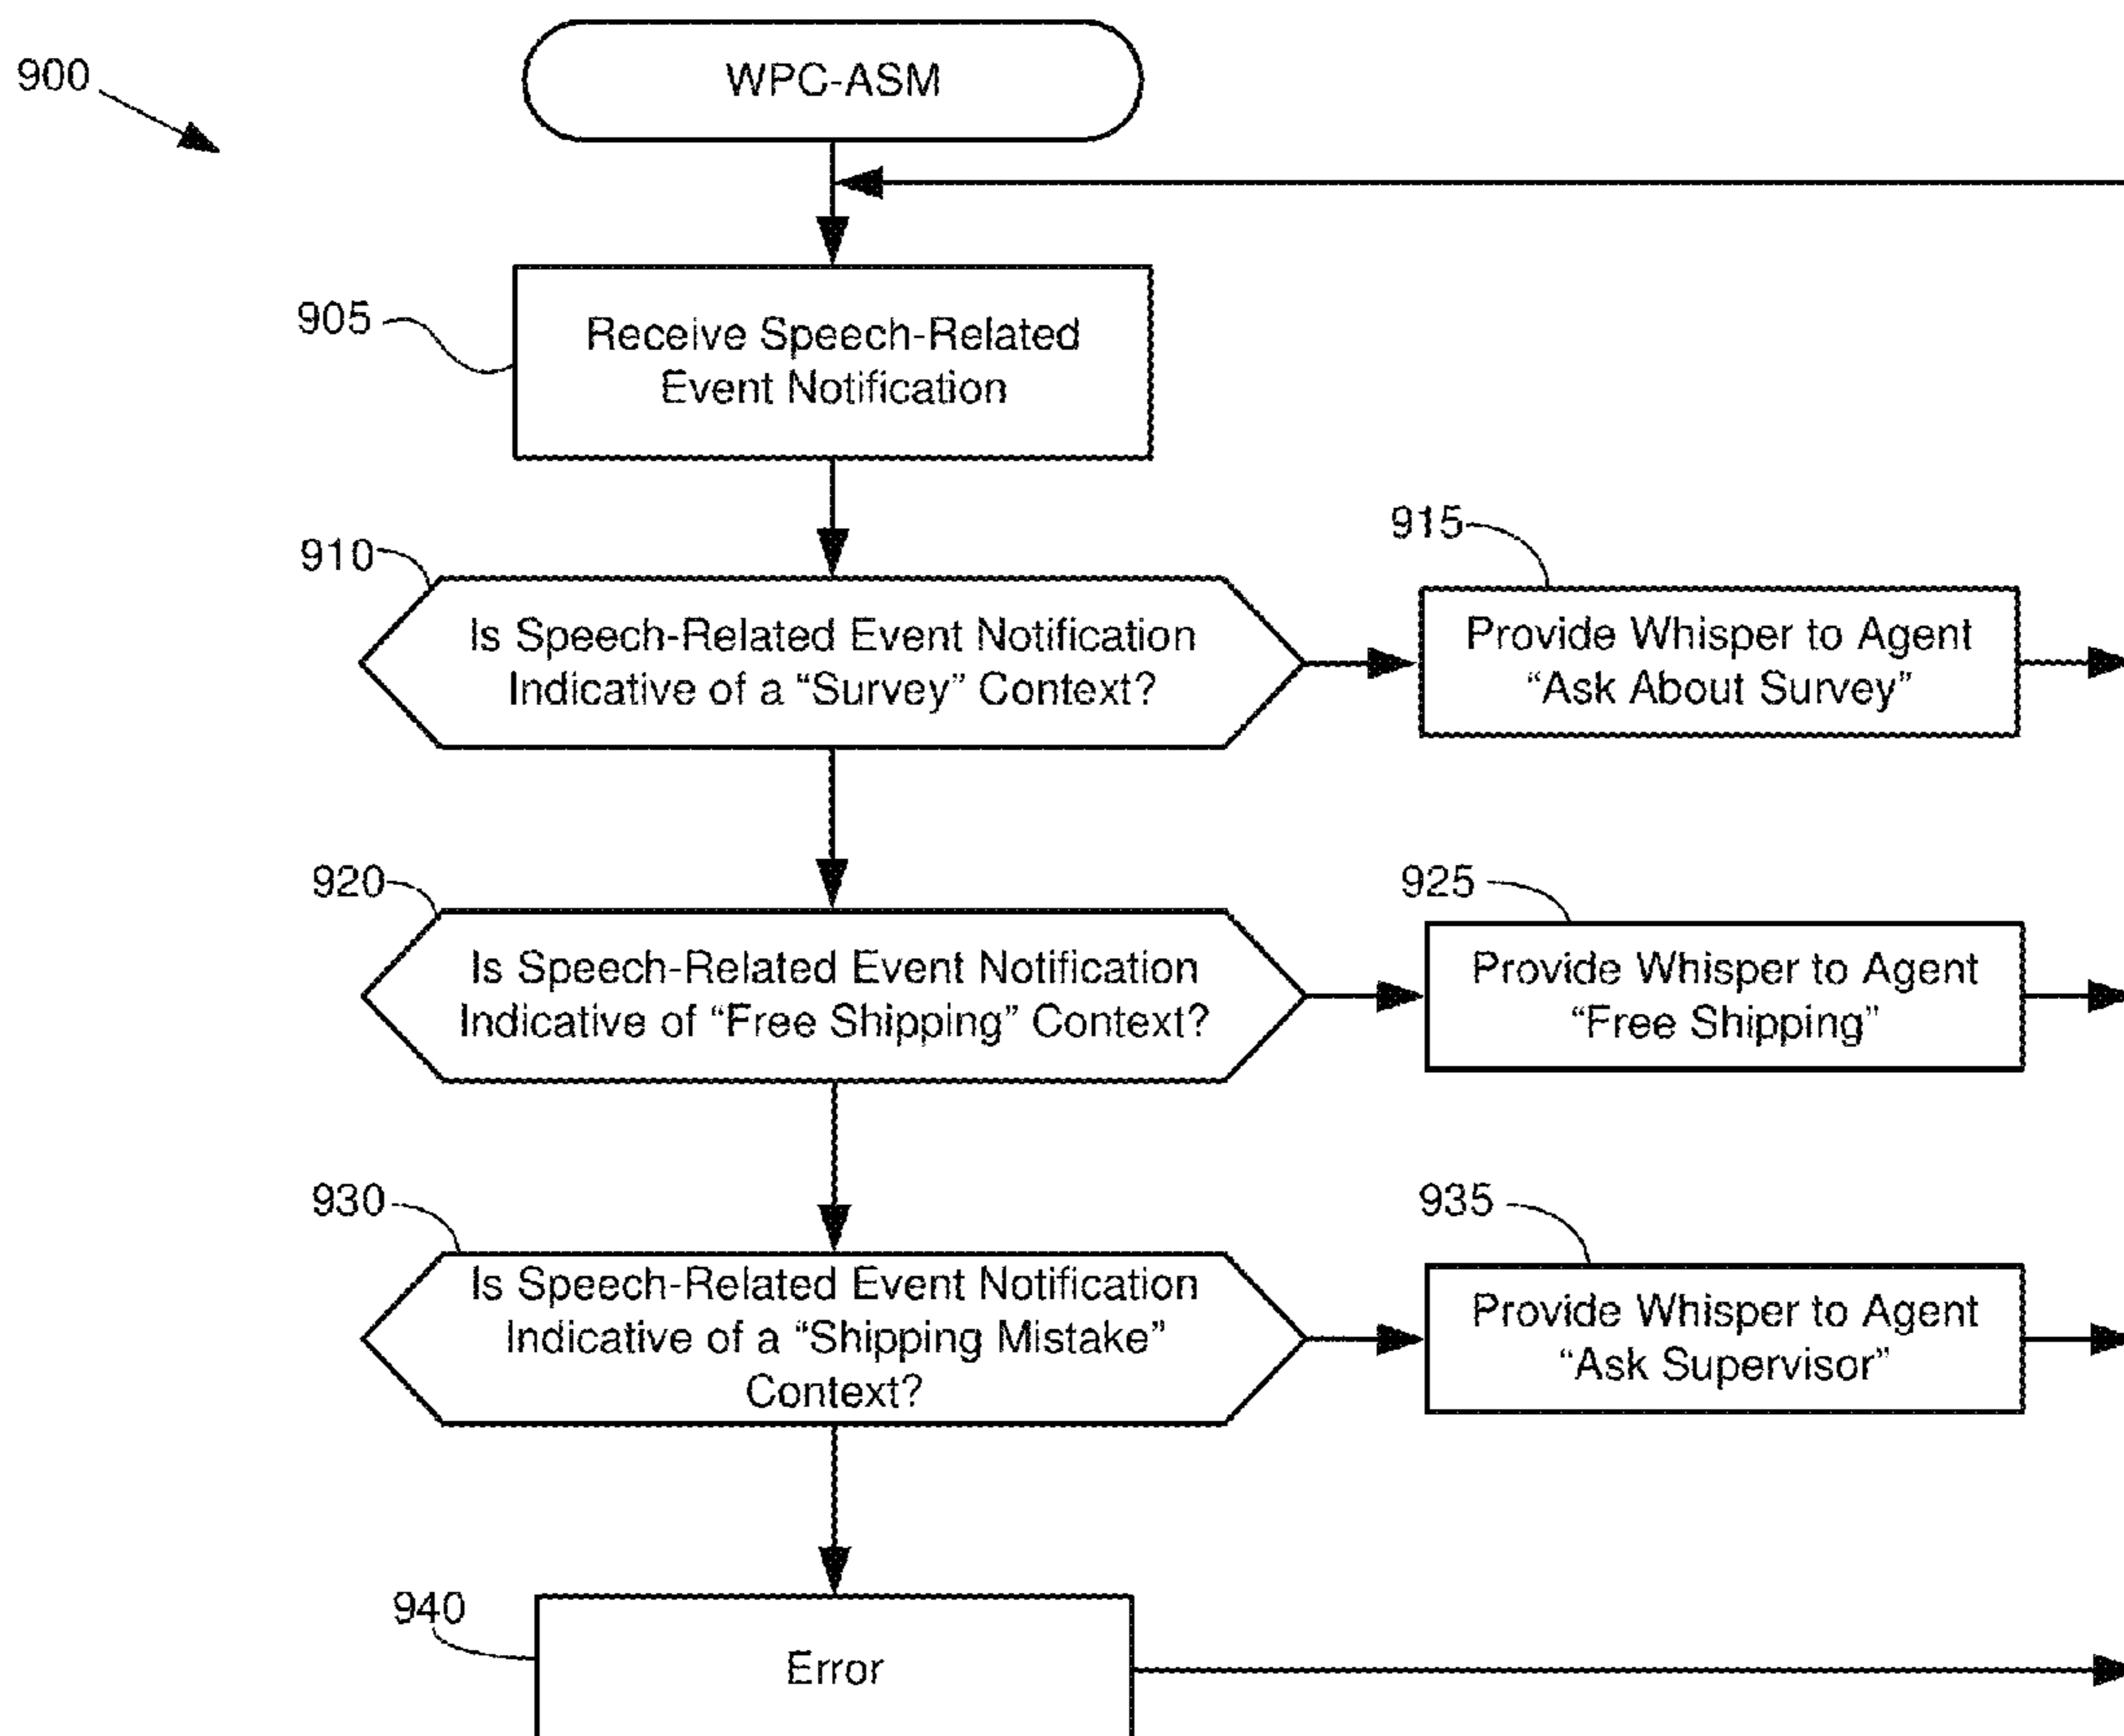 900
WPC-ASM
905
Receive Speech-Related
Event Notification
910
Is Speech-Related Event Notification
Indicative of a “Survey” Context?
915
Provide Whisper to Agent
“Ask About Survey”
920
Is Speech-Related Event Notification
Indicative of “Free Shipping” Context?
925
Provide Whisper to Agent
“Free Shipping”
930
Is Speech-Related Event Notification
Indicative of a “Shipping Mistake”
Context?
935
Provide Whisper to Agent
“Ask Supervisor”
940
Error